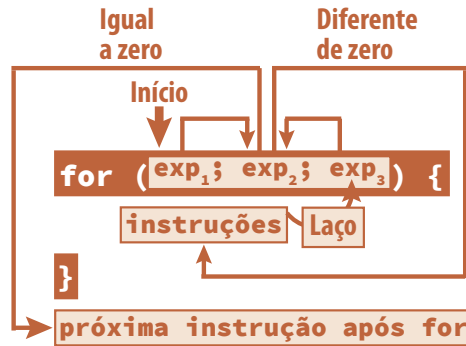 Igual
a zero
Diferente
de zero
Início
for (exp₁; exp₂; exp₃) {
instruções
Laço
}
próxima instrução após for